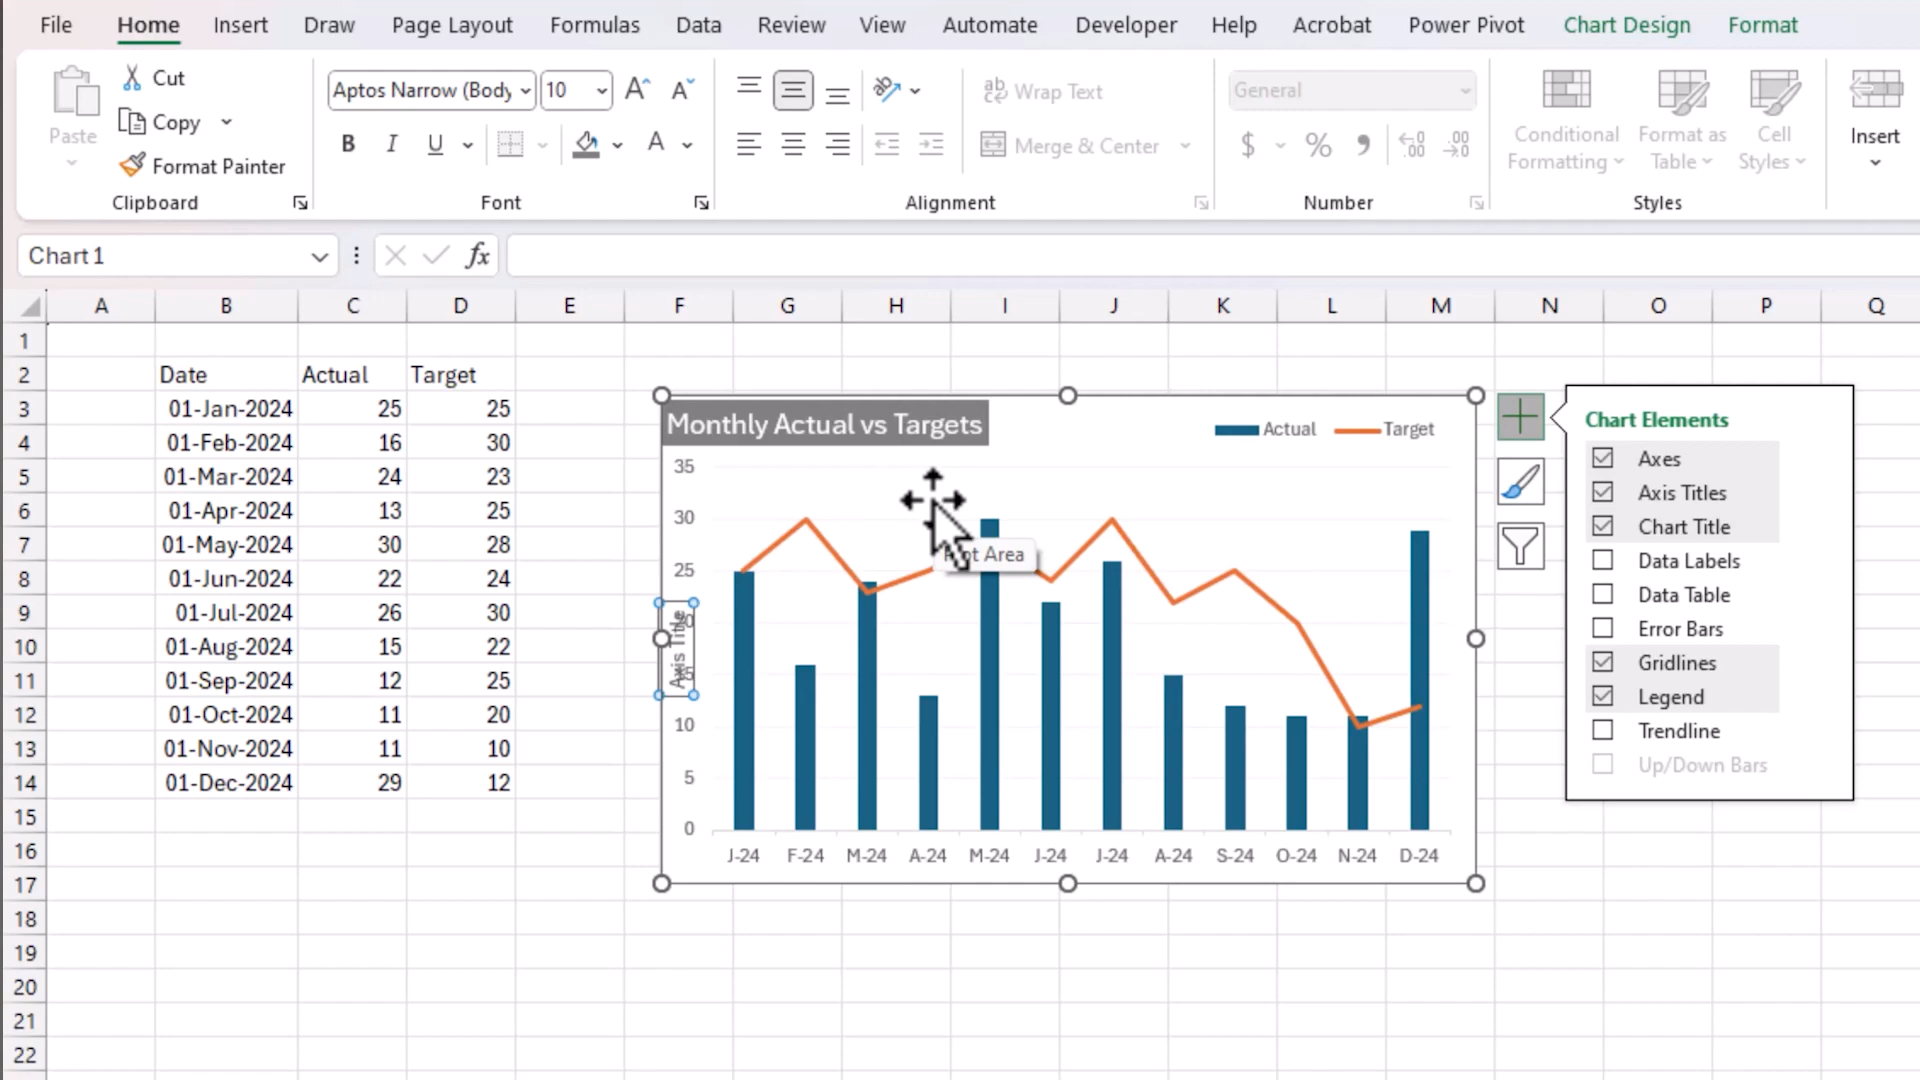 File Home Insert Draw Page Layout Formulas Data Review View Automate Developer Help Acrobat Power Pivot Chart Design Format
Paste Cut Copy Format Painter
Clipboard
Aptos Narrow (Body 10
B I U A
Font
Wrap Text
Merge & Center
Alignment
General
$ %
Number
Conditional Formatting Format as Table Cell Styles
Styles
Insert
Chart 1 fx
A B C D E F G H I J K L M N O P Q
1
2 Date Actual Target
3 01-Jan-2024 25 25
4 01-Feb-2024 16 30
5 01-Mar-2024 24 23
6 01-Apr-2024 13 25
7 01-May-2024 30 28
8 01-Jun-2024 22 24
9 01-Jul-2024 26 30
10 01-Aug-2024 15 22
11 01-Sep-2024 12 25
12 01-Oct-2024 11 20
13 01-Nov-2024 11 10
14 01-Dec-2024 29 12
15
16
17
18
19
20
21
22
Monthly Actual vs Targets
Actual Target
35
30
25
10
5
0
Axis Title
Area
J-24 F-24 M-24 A-24 M-24 J-24 J-24 A-24 S-24 O-24 N-24 D-24
Chart Elements
Axes
Axis Titles
Chart Title
Data Labels
Data Table
Error Bars
Gridlines
Legend
Trendline
Up/Down Bars